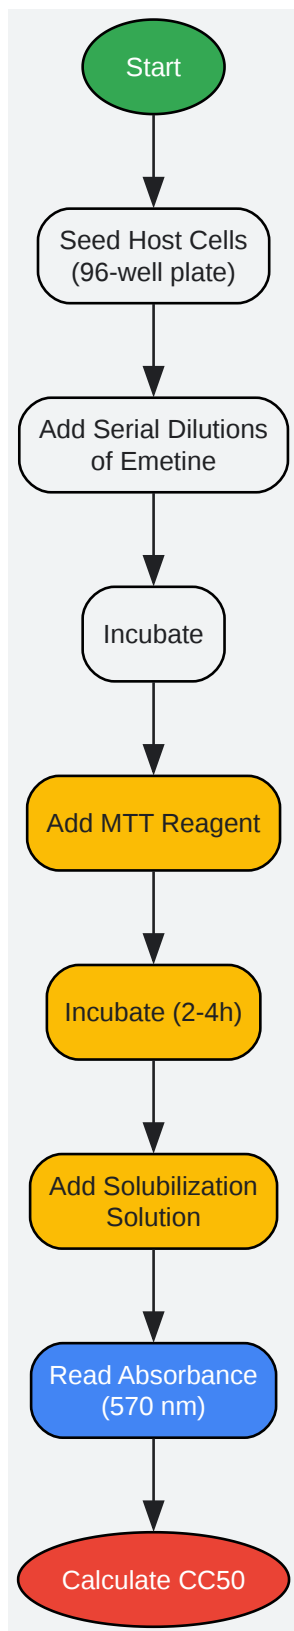 Start
Seed Host Cells
(96-well plate)
Add Serial Dilutions
of Emetine
Incubate
Add MTT Reagent
Incubate (2-4h)
Add Solubilization
Solution
Read Absorbance
(570 nm)
Calculate CC50